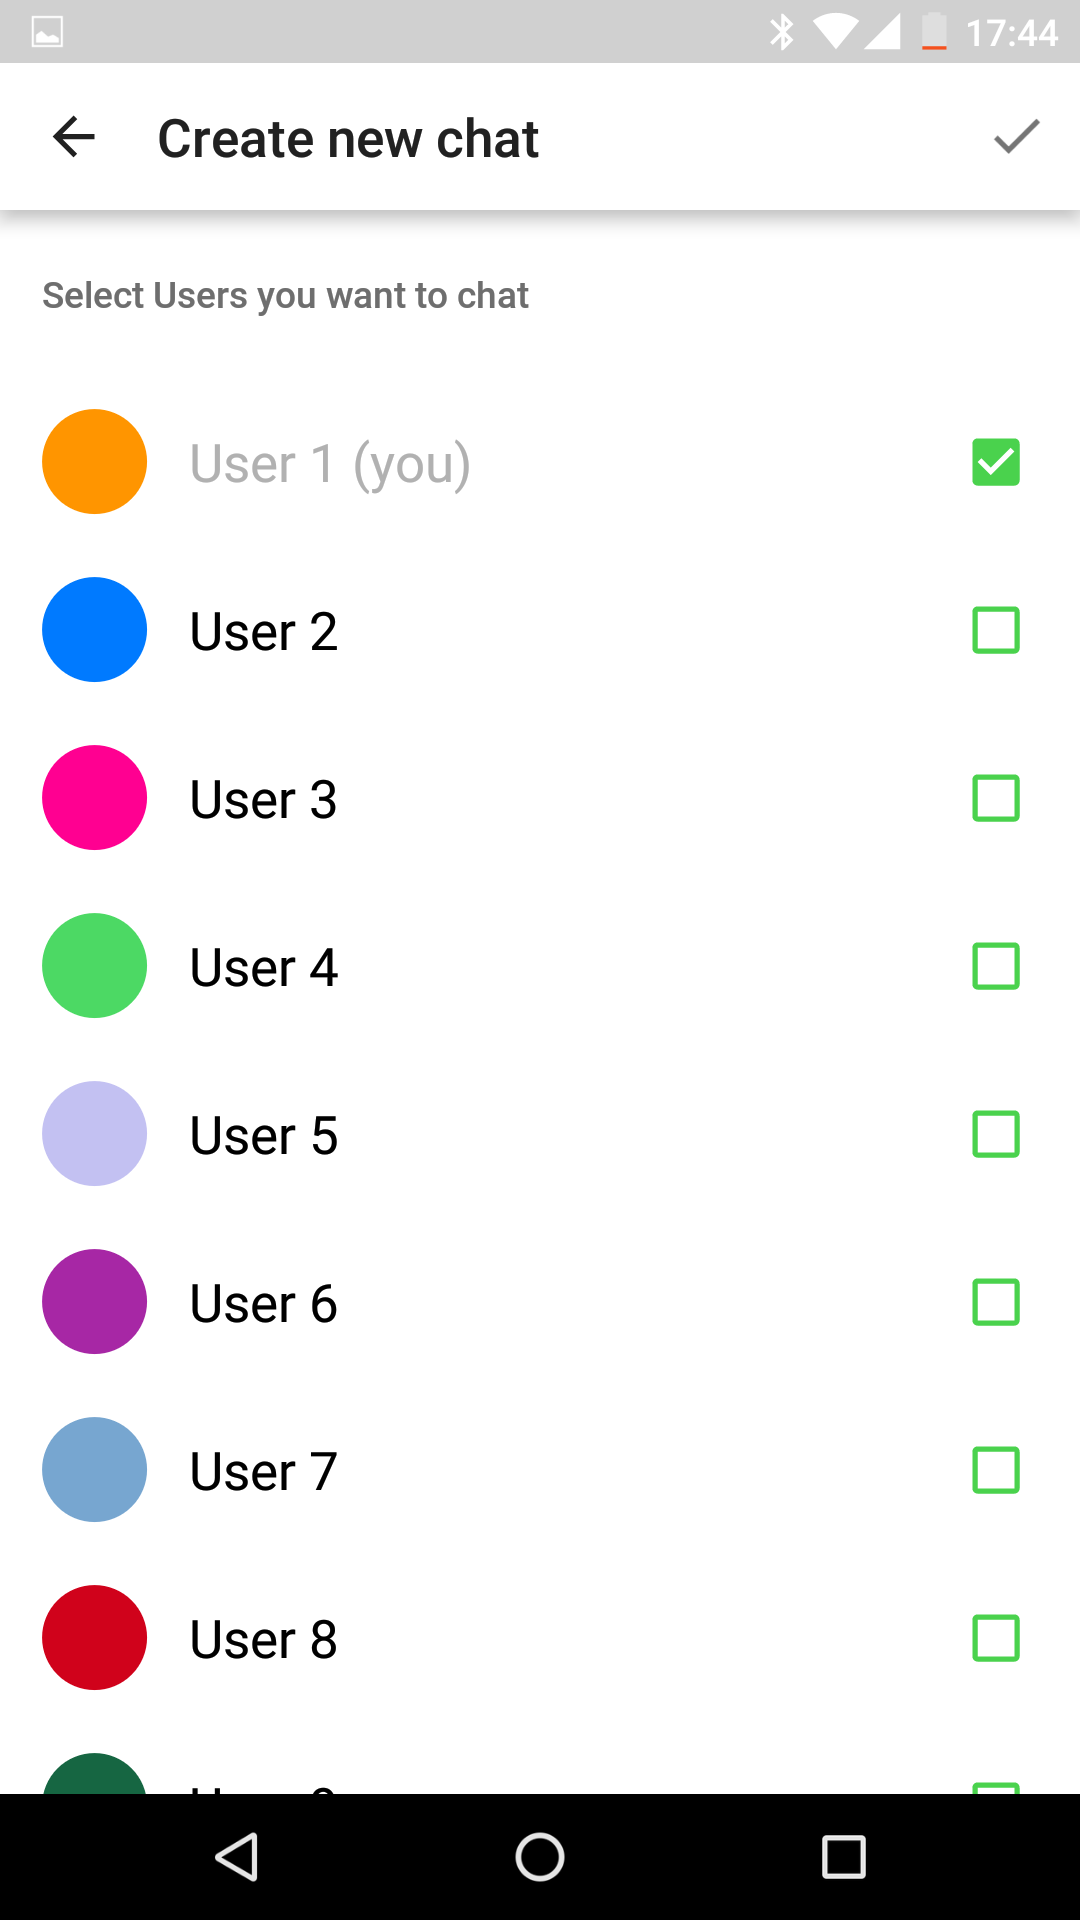 17:44
Create new chat
Select Users you want to chat
User 1 (you)
User 2
User 3
User 4
User 5
User 6
User 7
User 8